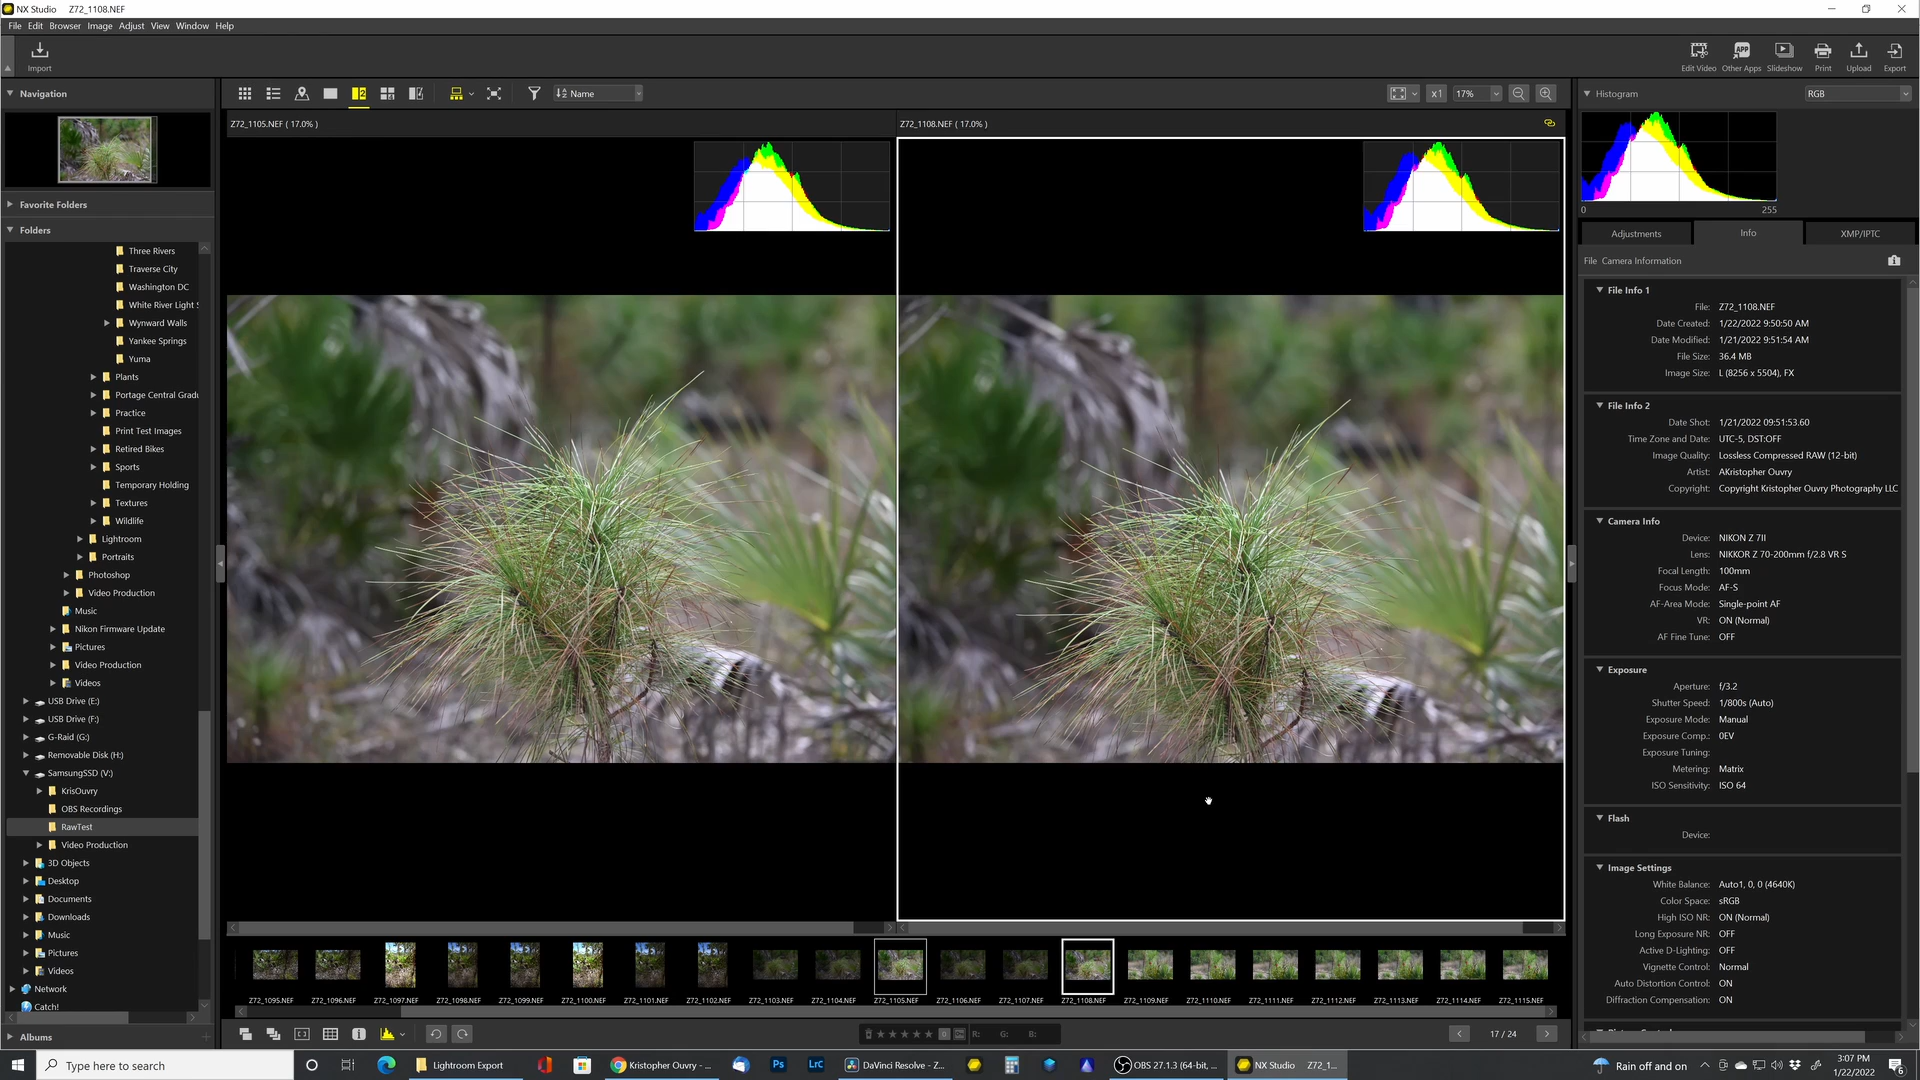 NX Studio Z72_1108.NEF
File Edit Browser Image Adjust View Window Help
Import
Edit Video Other Apps Slideshow Print Upload Export
Navigation
Name
x1 17%
Histogram RGB
Z72_1105.NEF ( 17.0% )
Z72_1108.NEF ( 17.0% )
0 255
Favorite Folders
Folders
Three Rivers
Traverse City
Washington DC
White River Light S
Wynward Walls
Yankee Springs
Yuma
Plants
Portage Central Gradu
Practice
Print Test Images
Retired Bikes
Sports
Temporary Holding
Textures
Wildlife
Lightroom
Portraits
Photoshop
Video Production
Music
Nikon Firmware Update
Pictures
Video Production
Videos
USB Drive (E:)
USB Drive (F:)
G-Raid (G:)
Removable Disk (H:)
SamsungSSD (V:)
KrisOuvry
OBS Recordings
RawTest
Video Production
3D Objects
Desktop
Documents
Downloads
Music
Pictures
Videos
Network
Catch!
Albums
Adjustments Info XMP/IPTC
File Camera Information
File Info 1
File: Z72_1108.NEF
Date Created: 1/22/2022 9:50:50 AM
Date Modified: 1/21/2022 9:51:54 AM
File Size: 36.4 MB
Image Size: L (8256 x 5504), FX
File Info 2
Date Shot: 1/21/2022 09:51:53.60
Time Zone and Date: UTC-5, DST:OFF
Image Quality: Lossless Compressed RAW (12-bit)
Artist: AKristopher Ouvry
Copyright: Copyright Kristopher Ouvry Photography LLC
Camera Info
Device: NIKON Z 7II
Lens: NIKKOR Z 70-200mm f/2.8 VR S
Focal Length: 100mm
Focus Mode: AF-S
AF-Area Mode: Single-point AF
VR: ON (Normal)
AF Fine Tune: OFF
Exposure
Aperture: f/3.2
Shutter Speed: 1/800s (Auto)
Exposure Mode: Manual
Exposure Comp.: 0EV
Exposure Tuning:
Metering: Matrix
ISO Sensitivity: ISO 64
Flash
Device:
Image Settings
White Balance: Auto1, 0, 0 (4640K)
Color Space: sRGB
High ISO NR: ON (Normal)
Long Exposure NR: OFF
Active D-Lighting: OFF
Vignette Control: Normal
Auto Distortion Control: ON
Diffraction Compensation: ON
Z72_1095.NEF Z72_1096.NEF Z72_1097.NEF Z72_1098.NEF Z72_1099.NEF Z72_1100.NEF Z72_1101.NEF Z72_1102.NEF Z72_1103.NEF Z72_1104.NEF Z72_1105.NEF Z72_1106.NEF Z72_1107.NEF Z72_1108.NEF Z72_1109.NEF Z72_1110.NEF Z72_1111.NEF Z72_1112.NEF Z72_1113.NEF Z72_1114.NEF Z72_1115.NEF
R: G: B:
17 / 24
Type here to search
Lightroom Export
Kristopher Ouvry - ...
Ps LrC
DaVinci Resolve - Z...
OBS 27.1.3 (64-bit, ...
NX Studio Z72_1...
Rain off and on
3:07 PM
1/22/2022
6